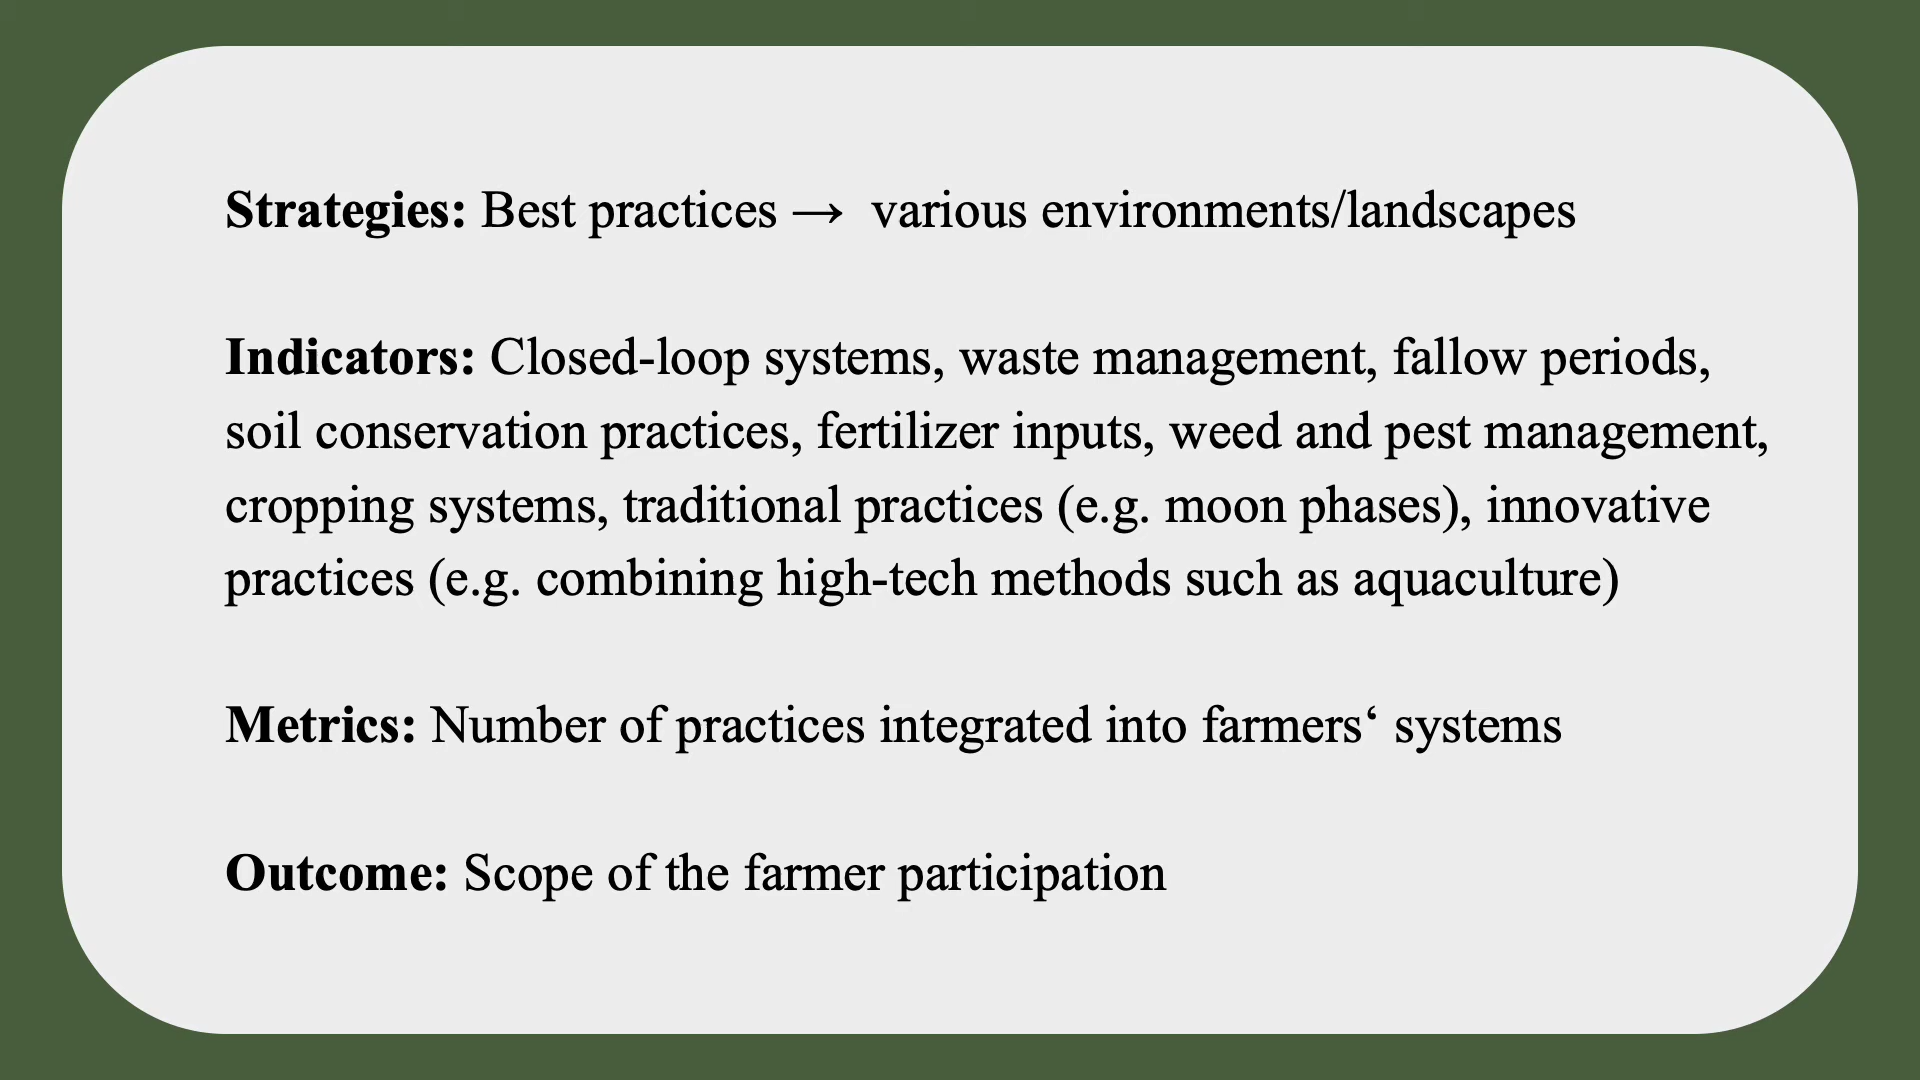 Strategies: Best practices → various environments/landscapes
Indicators: Closed-loop systems, waste management, fallow periods,
soil conservation practices, fertilizer inputs, weed and pest management,
cropping systems, traditional practices (e.g. moon phases), innovative
practices (e.g. combining high-tech methods such as aquaculture)
Metrics: Number of practices integrated into farmers‘ systems
Outcome: Scope of the farmer participation